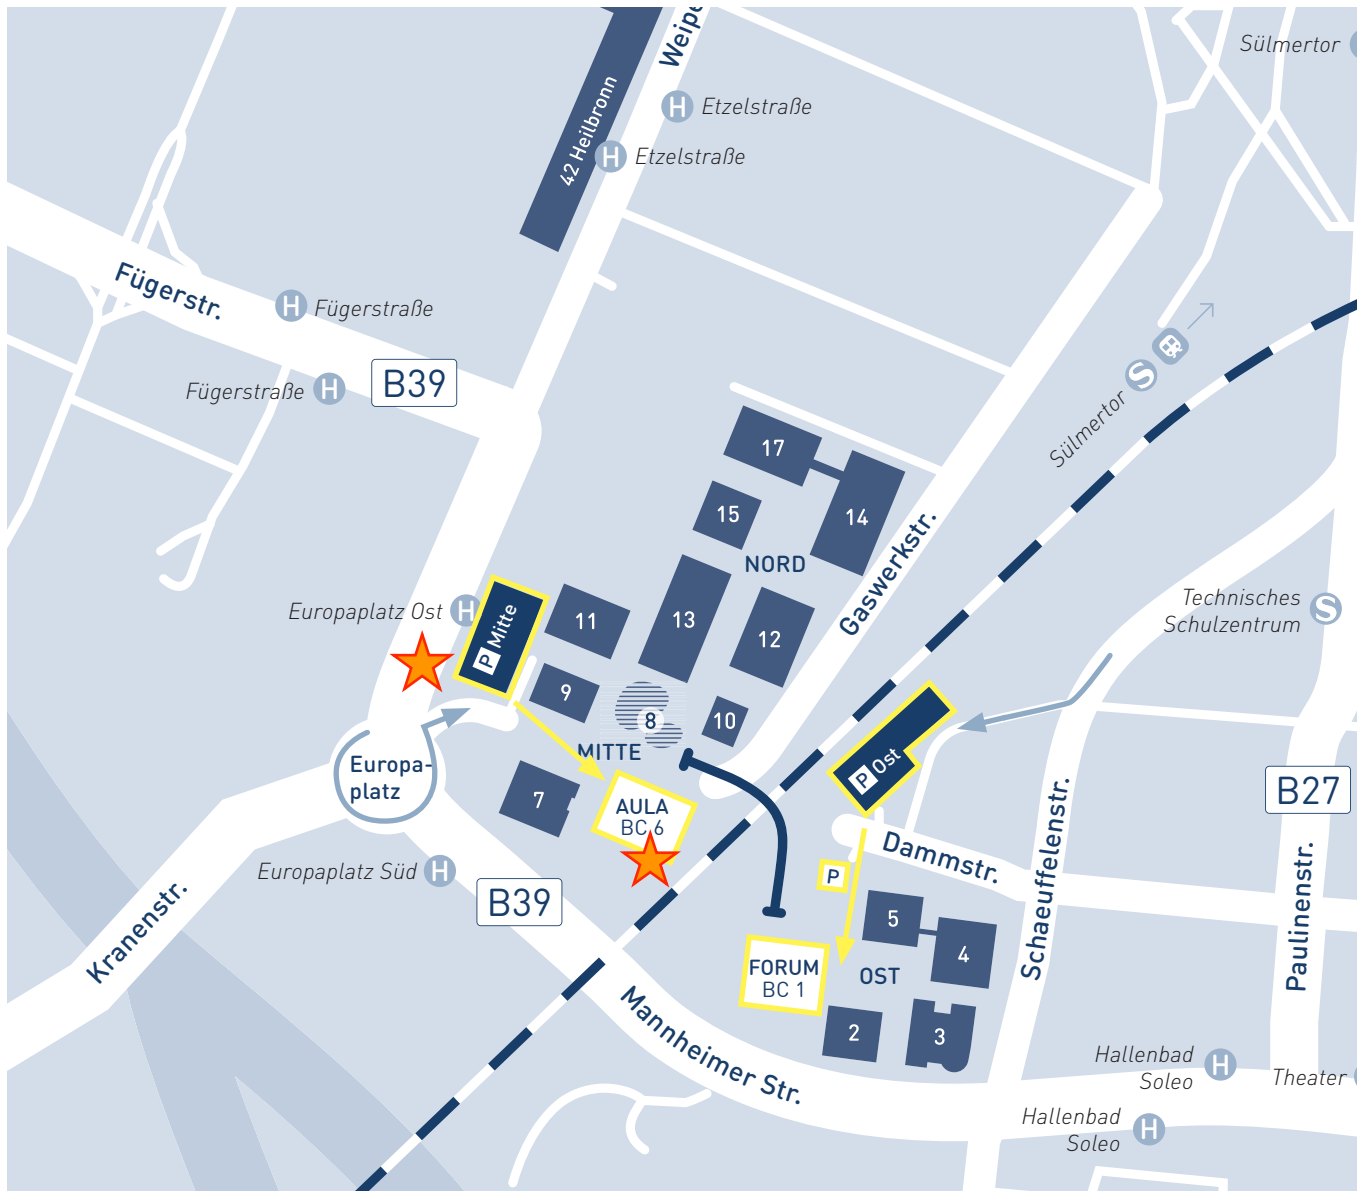 Weipe
Sülmertor
H
Etzelstraße
42 Heilbronn
H
Etzelstraße
Fügerstr.
H
Fügerstraße
Fügerstraße
H
B39
Sülmertor
S
17
15
14
NORD
Gaswerkstr.
Europaplatz Ost
H
P Mitte
11
13
12
Technisches
Schulzentrum
S
9
8
10
MITTE
Europa-
platz
7
AULA
BC 6
P Ost
B27
Dammstr.
Europaplatz Süd
H
B39
P
5
4
Schaeuffelenstr.
Paulinenstr.
Kranenstr.
FORUM
BC 1
OST
2
3
Mannheimer Str.
Hallenbad
Soleo
H
Theater
Hallenbad
Soleo
H